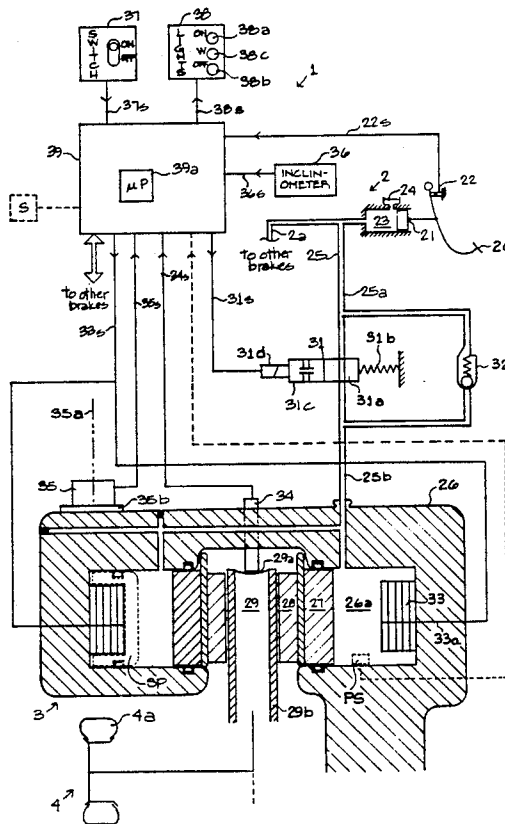 37
38
SWITCH
ON
OFF
LIGHTS
ON
W
OFF
38a
38c
38b
1
37s
38s
39
22s
μP
39a
INCLIN-
OMETER
36
36s
2
24
22
S
23
21
20
2a
to other
brakes
25
25a
to other
brakes
33s
35s
34s
31s
31d
31
31b
32
31c
31a
35a
35
35b
34
25b
26
29a
29
28
27
26a
33
33a
SP
PS
29b
3
4a
4